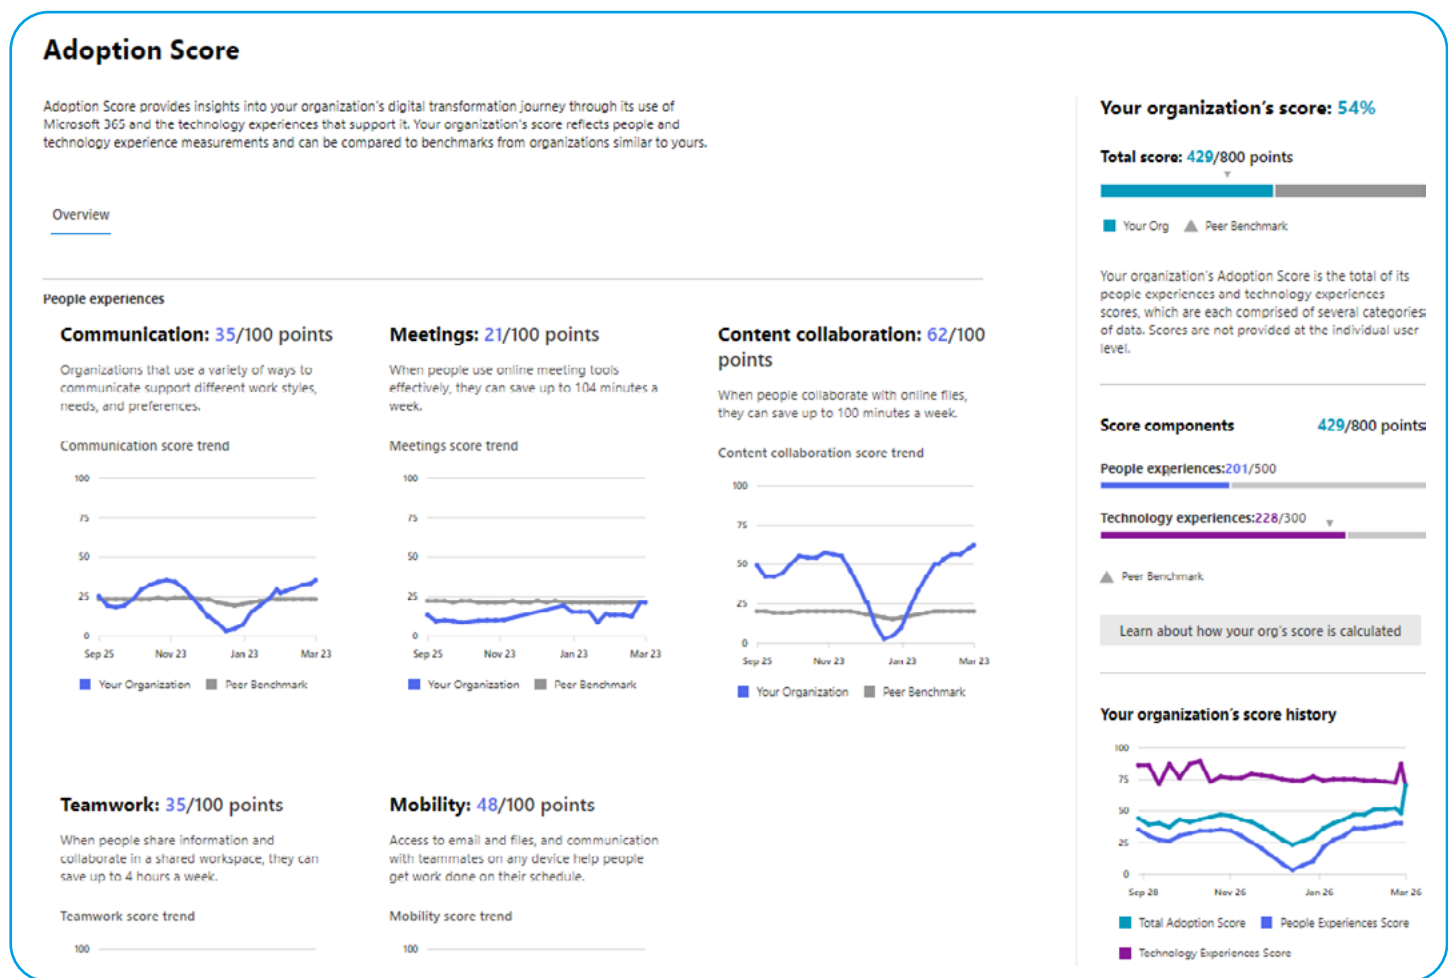 Adoption Score
Adoption Score provides insights into your organization's digital transformation journey through its use of
Microsoft 365 and the technology experiences that support it. Your organization's score reflects people and
technology experience measurements and can be compared to benchmarks from organizations similar to yours.
Overview
People experiences
Communication: 35/100 points
Organizations that use a variety of ways to
communicate support different work styles,
needs, and preferences.
Communication score trend
100
75
50
25
0
Sep 25 Nov 23 Jan 23 Mar 23
Your Organization Peer Benchmark
Meetings: 21/100 points
When people use online meeting tools
effectively, they can save up to 104 minutes a
week.
Meetings score trend
100
75
50
25
0
Sep 25 Nov 23 Jan 23 Mar 23
Your Organization Peer Benchmark
Content collaboration: 62/100
points
When people collaborate with online files,
they can save up to 100 minutes a week.
Content collaboration score trend
100
75
50
25
0
Sep 25 Nov 23 Jan 23 Mar 23
Your Organization Peer Benchmark
Teamwork: 35/100 points
When people share information and
collaborate in a shared workspace, they can
save up to 4 hours a week.
Teamwork score trend
100
Mobility: 48/100 points
Access to email and files, and communication
with teammates on any device help people
get work done on their schedule.
Mobility score trend
100
Your organization's score: 54%
Total score: 429/800 points
Your Org Peer Benchmark
Your organization's Adoption Score is the total of its
people experiences and technology experiences
scores, which are each comprised of several categories
of data. Scores are not provided at the individual user
level.
Score components 429/800 points
People experiences:201/500
Technology experiences:228/300
Peer Benchmark
Learn about how your org's score is calculated
Your organization's score history
100
75
50
25
0
Sep 28 Nov 26 Jan 26 Mar 26
Total Adoption Score People Experiences Score
Technology Experiences Score